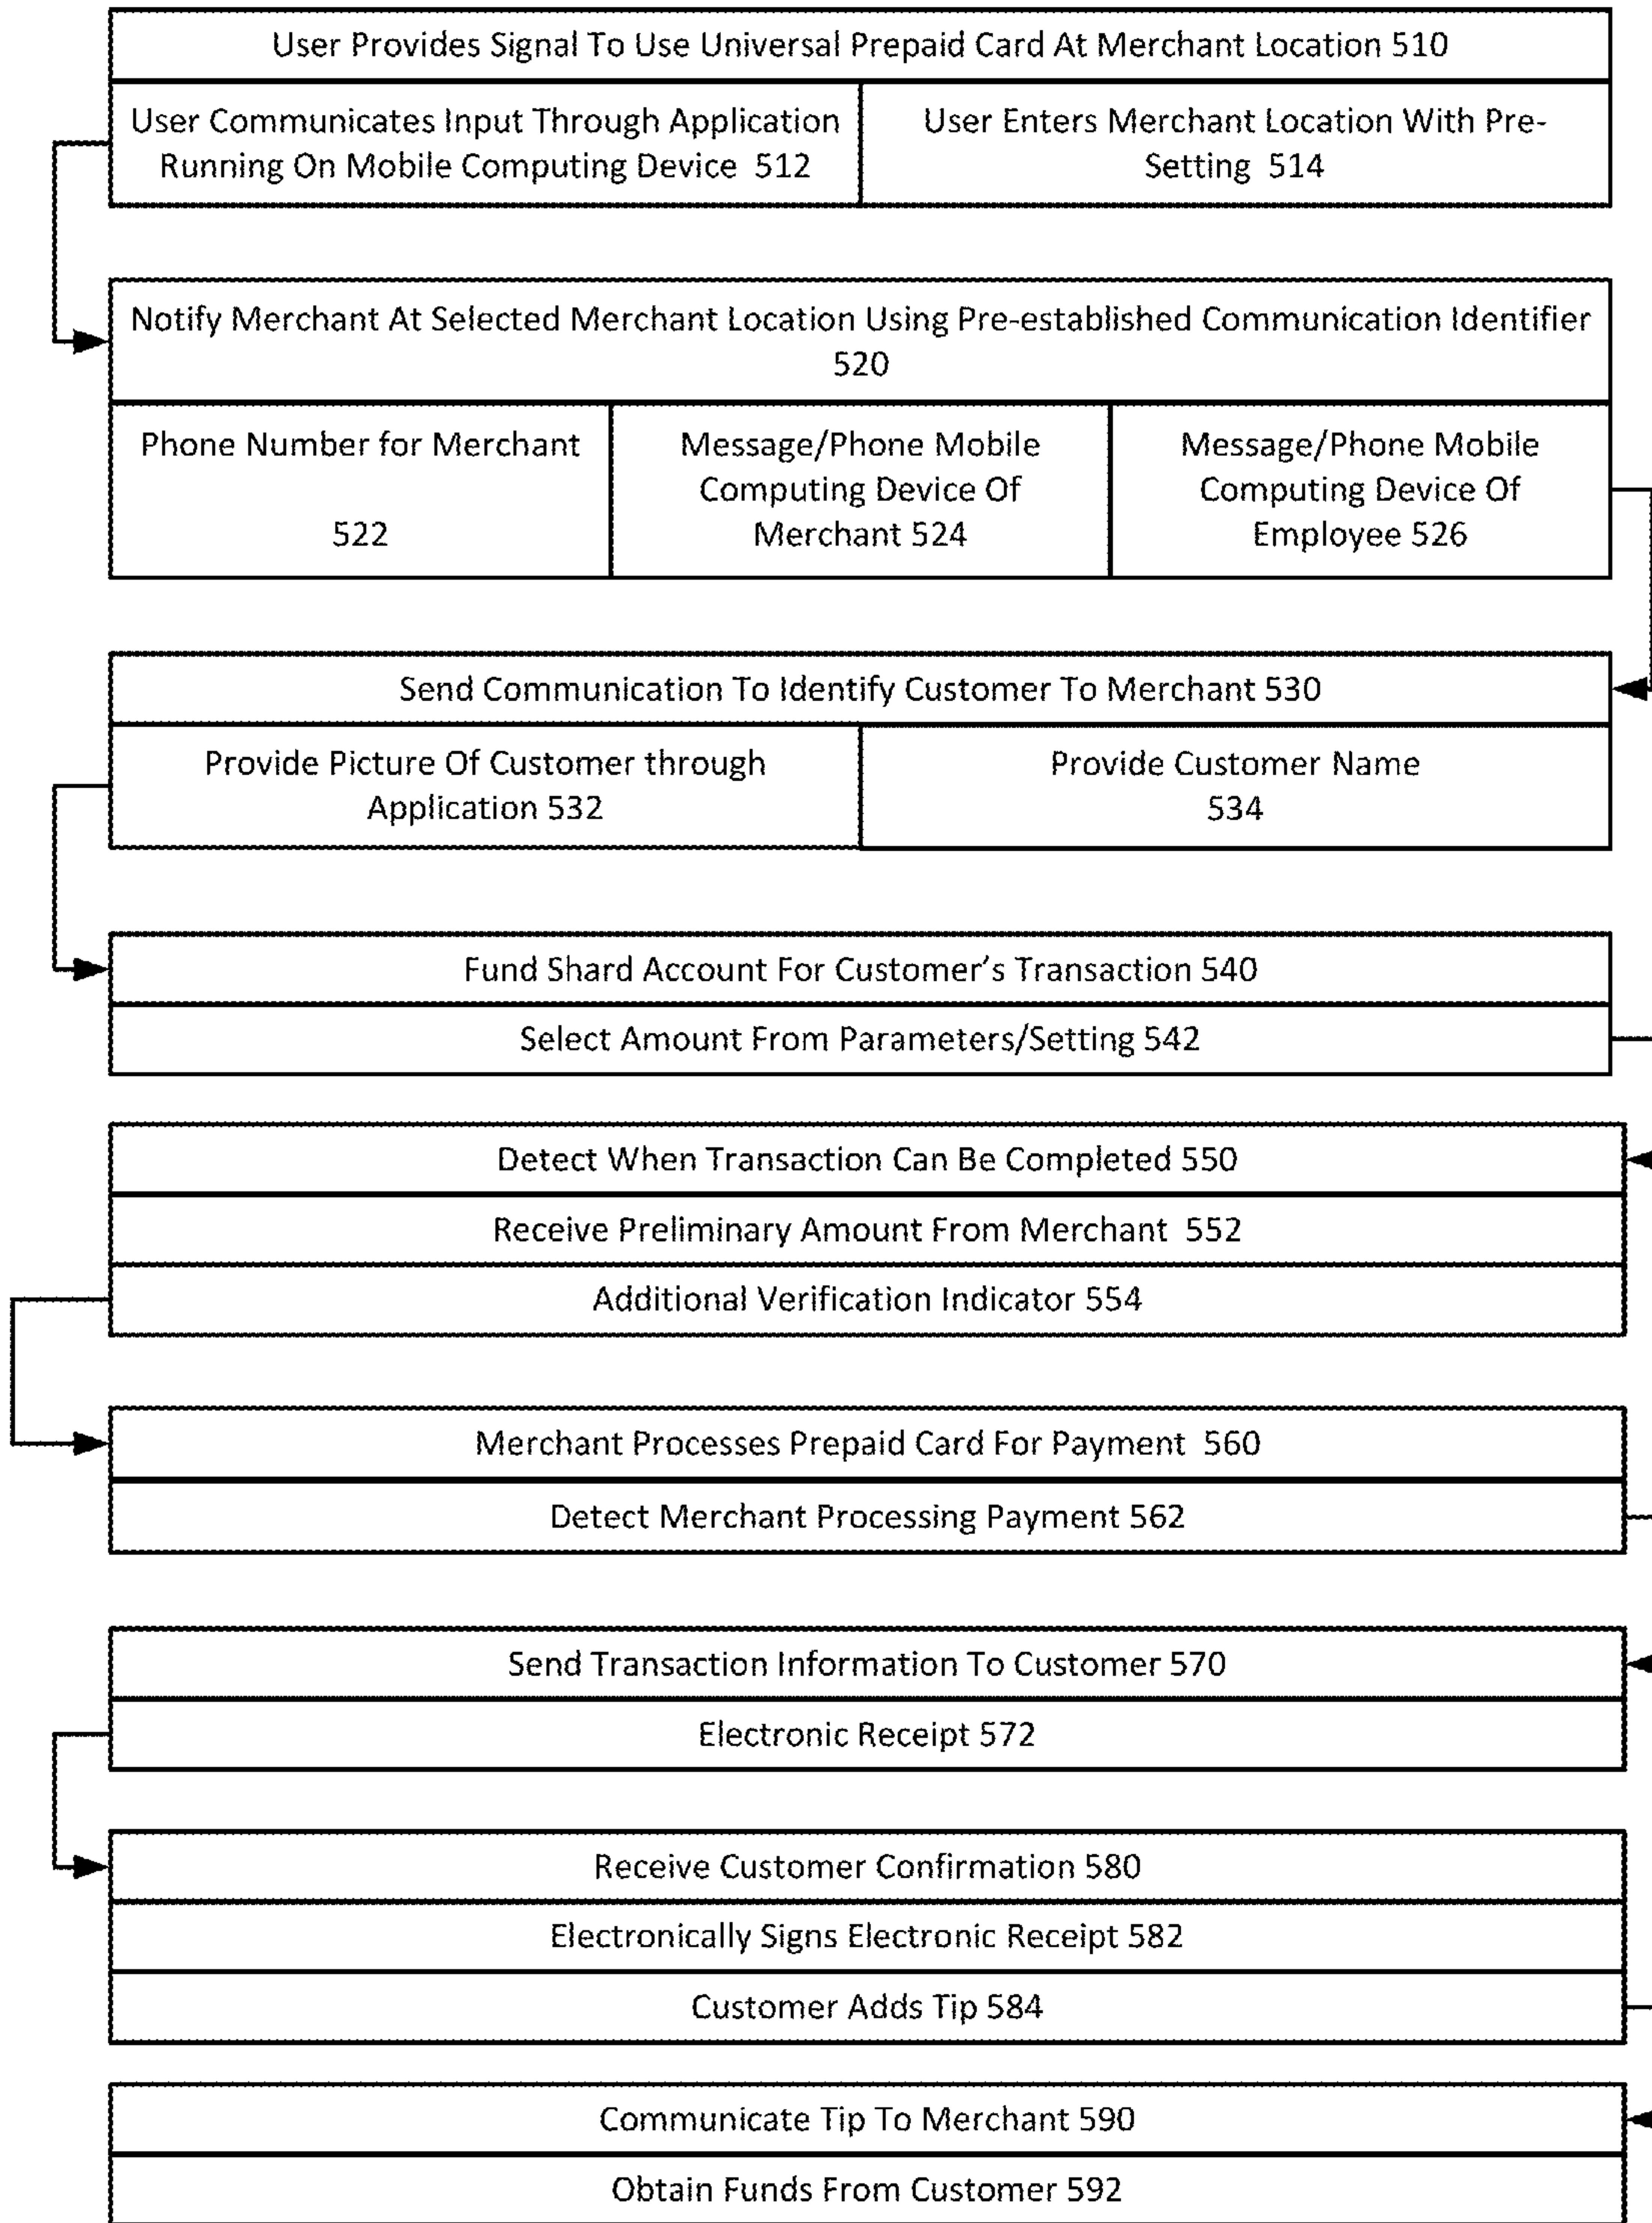 User Provides Signal To Use Universal Prepaid Card At Merchant Location 510
User Communicates Input Through Application
Running On Mobile Computing Device 512
User Enters Merchant Location With Pre-
Setting 514
Notify Merchant At Selected Merchant Location Using Pre-established Communication Identifier
520
Phone Number for Merchant
522
Message/Phone Mobile
Computing Device Of
Merchant 524
Message/Phone Mobile
Computing Device Of
Employee 526
Send Communication To Identify Customer To Merchant 530
Provide Picture Of Customer through
Application 532
Provide Customer Name
534
Fund Shard Account For Customer's Transaction 540
Select Amount From Parameters/Setting 542
Detect When Transaction Can Be Completed 550
Receive Preliminary Amount From Merchant 552
Additional Verification Indicator 554
Merchant Processes Prepaid Card For Payment 560
Detect Merchant Processing Payment 562
Send Transaction Information To Customer 570
Electronic Receipt 572
Receive Customer Confirmation 580
Electronically Signs Electronic Receipt 582
Customer Adds Tip 584
Communicate Tip To Merchant 590
Obtain Funds From Customer 592